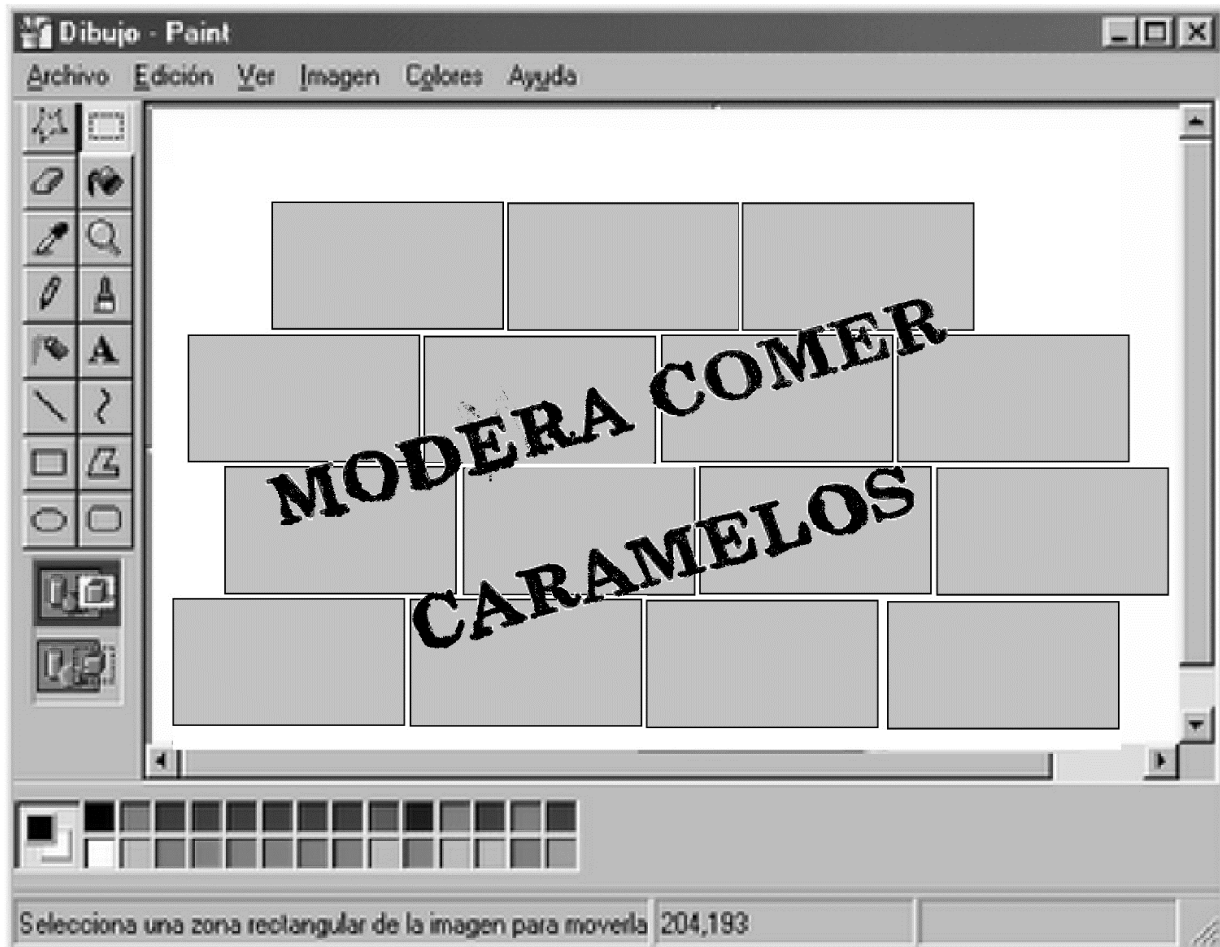 Dibujo - Paint
Archivo Edición Ver Imagen Colores Ayuda
A
MODERA COMER
CARAMELOS
Selecciona una zona rectangular de la imagen para moverla 204,193